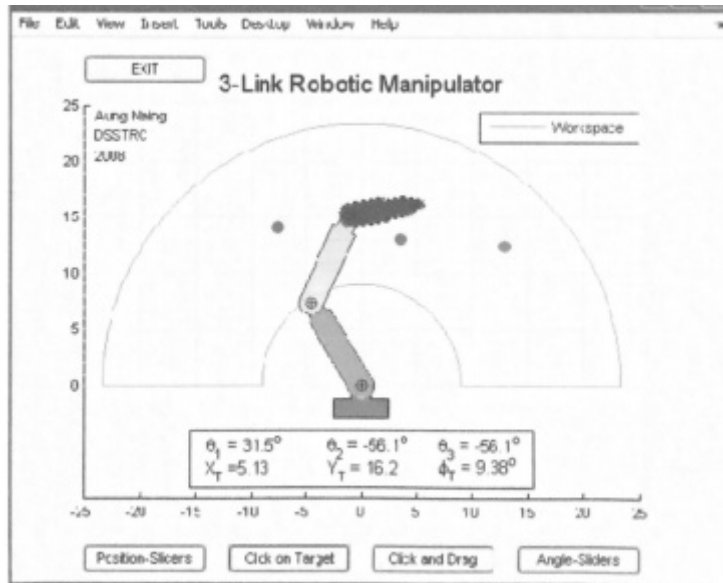 File Edit View Insert Tools Desktop Window Help
EXIT
3-Link Robotic Manipulator
Aung Naing
DSSTRC
2008
Workspace
25
20
15
10
5
0
θ1 = 31.5° θ2 = -56.1° θ3 = -56.1°
XT =5.13 YT = 16.2 ϕT = 9.38°
-25 -20 -15 -10 -5 0 5 10 15 20 25
Position-Slicers Click on Target Click and Drag Angle-Sliders